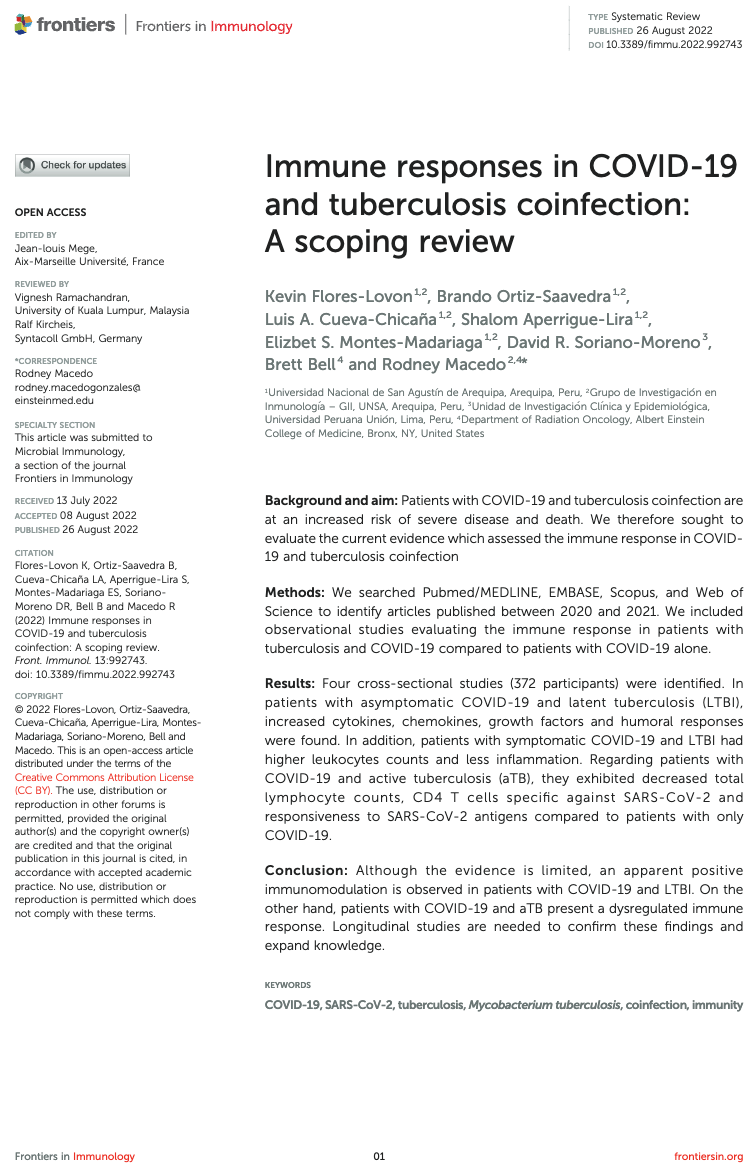 frontiers | Frontiers in Immunology
TYPE Systematic Review
PUBLISHED 26 August 2022
DOI 10.3389/fimmu.2022.992743
Check for updates
OPEN ACCESS
EDITED BY
Jean-louis Mege,
Aix-Marseille Université, France
REVIEWED BY
Vignesh Ramachandran,
University of Kuala Lumpur, Malaysia
Ralf Kircheis,
Syntacoll GmbH, Germany
*CORRESPONDENCE
Rodney Macedo
rodney.macedogonzales@
einsteinmed.edu
SPECIALTY SECTION
This article was submitted to
Microbial Immunology,
a section of the journal
Frontiers in Immunology
RECEIVED 13 July 2022
ACCEPTED 08 August 2022
PUBLISHED 26 August 2022
CITATION
Flores-Lovon K, Ortiz-Saavedra B,
Cueva-Chicaña LA, Aperrigue-Lira S,
Montes-Madariaga ES, Soriano-
Moreno DR, Bell B and Macedo R
(2022) Immune responses in
COVID-19 and tuberculosis
coinfection: A scoping review.
Front. Immunol. 13:992743.
doi: 10.3389/fimmu.2022.992743
COPYRIGHT
© 2022 Flores-Lovon, Ortiz-Saavedra,
Cueva-Chicaña, Aperrigue-Lira, Montes-
Madariaga, Soriano-Moreno, Bell and
Macedo. This is an open-access article
distributed under the terms of the
Creative Commons Attribution License
(CC BY). The use, distribution or
reproduction in other forums is
permitted, provided the original
author(s) and the copyright owner(s)
are credited and that the original
publication in this journal is cited, in
accordance with accepted academic
practice. No use, distribution or
reproduction is permitted which does
not comply with these terms.
Immune responses in COVID-19
and tuberculosis coinfection:
A scoping review
Kevin Flores-Lovon1,2, Brando Ortiz-Saavedra1,2,
Luis A. Cueva-Chicaña1,2, Shalom Aperrigue-Lira1,2,
Elizbet S. Montes-Madariaga1,2, David R. Soriano-Moreno3,
Brett Bell4 and Rodney Macedo2,4*
1Universidad Nacional de San Agustín de Arequipa, Arequipa, Peru, 2Grupo de Investigación en
Inmunología – GII, UNSA, Arequipa, Peru, 3Unidad de Investigación Clínica y Epidemiológica,
Universidad Peruana Unión, Lima, Peru, 4Department of Radiation Oncology, Albert Einstein
College of Medicine, Bronx, NY, United States
Background and aim: Patients with COVID-19 and tuberculosis coinfection are
at an increased risk of severe disease and death. We therefore sought to
evaluate the current evidence which assessed the immune response in COVID-
19 and tuberculosis coinfection
Methods: We searched Pubmed/MEDLINE, EMBASE, Scopus, and Web of
Science to identify articles published between 2020 and 2021. We included
observational studies evaluating the immune response in patients with
tuberculosis and COVID-19 compared to patients with COVID-19 alone.
Results: Four cross-sectional studies (372 participants) were identified. In
patients with asymptomatic COVID-19 and latent tuberculosis (LTBI),
increased cytokines, chemokines, growth factors and humoral responses
were found. In addition, patients with symptomatic COVID-19 and LTBI had
higher leukocytes counts and less inflammation. Regarding patients with
COVID-19 and active tuberculosis (aTB), they exhibited decreased total
lymphocyte counts, CD4 T cells specific against SARS-CoV-2 and
responsiveness to SARS-CoV-2 antigens compared to patients with only
COVID-19.
Conclusion: Although the evidence is limited, an apparent positive
immunomodulation is observed in patients with COVID-19 and LTBI. On the
other hand, patients with COVID-19 and aTB present a dysregulated immune
response. Longitudinal studies are needed to confirm these findings and
expand knowledge.
KEYWORDS
COVID-19, SARS-CoV-2, tuberculosis, Mycobacterium tuberculosis, coinfection, immunity
Frontiers in Immunology
01
frontiersin.org